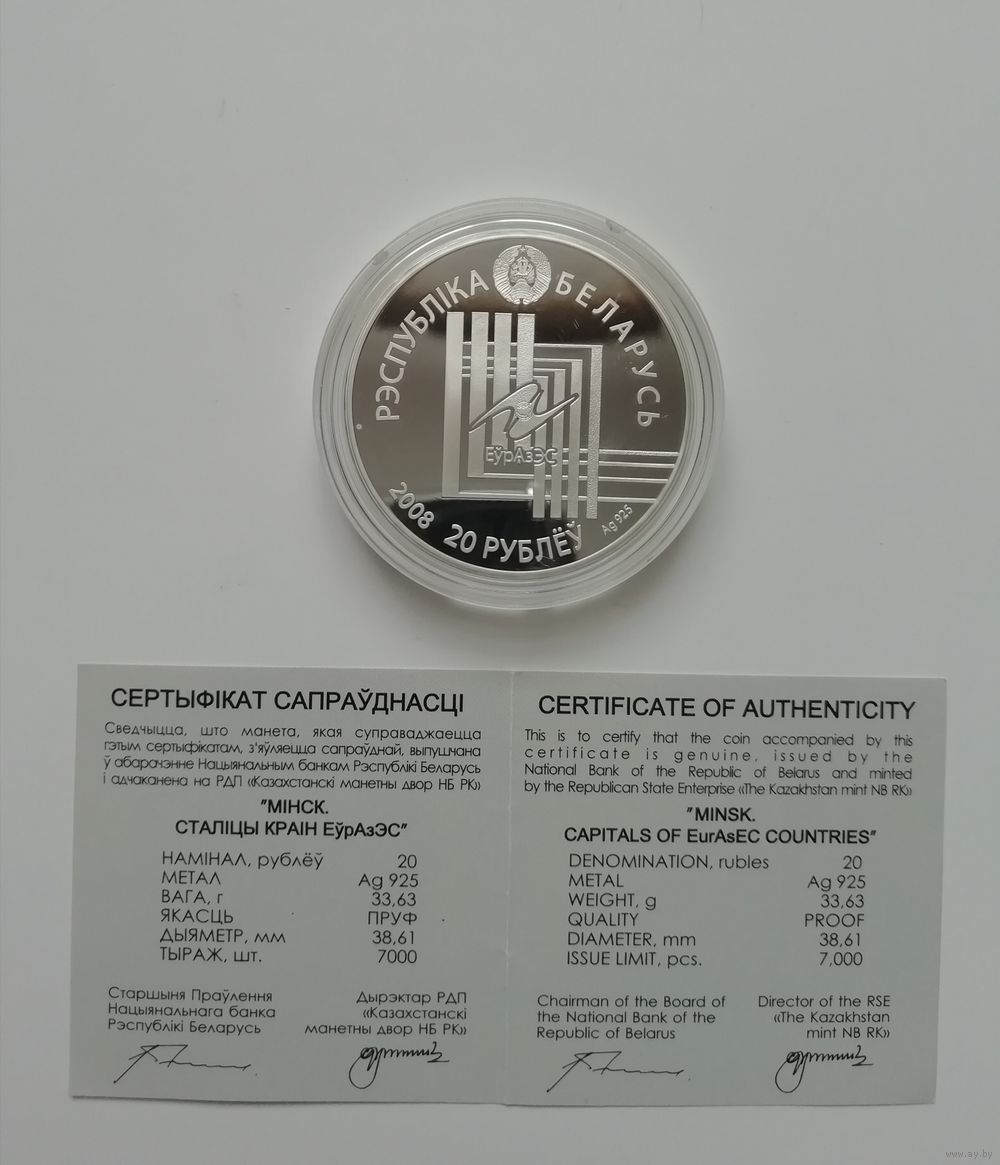 РЭСПУБЛІКА БЕЛАРУСЬ
ЕўрАзЭС
2008 20 РУБЛЁЎ Ag 925
СЕРТЫФІКАТ САПРАЎДНАСЦІ
Сведчыцца, што манета, якая суправаджаецца
гэтым сертыфікатам, з'яўляецца сапраўднай, выпушчана
ў абарачэнне Нацыянальным банкам Рэспублікі Беларусь
і адчаканена на РДП «Казахстанскі манетны двор НБ РК»
"МІНСК.
СТАЛІЦЫ КРАІН ЕўрАзЭС"
НАМІНАЛ, рублёў 20
МЕТАЛ Ag 925
ВАГА, г 33,63
ЯКАСЦЬ ПРУФ
ДЫЯМЕТР, мм 38,61
ТЫРАЖ, шт. 7000
Старшыня Праўлення
Нацыянальнага банка
Рэспублікі Беларусь
Дырэктар РДП
«Казахстанскі
манетны двор НБ РК»
CERTIFICATE OF AUTHENTICITY
This is to certify that the coin accompanied by this
certificate is genuine, issued by the
National Bank of the Republic of Belarus and minted
by the Republican State Enterprise «The Kazakhstan mint NB RK»
"MINSK.
CAPITALS OF EurAsEC COUNTRIES"
DENOMINATION, rubles 20
METAL Ag 925
WEIGHT, g 33,63
QUALITY PROOF
DIAMETER, mm 38,61
ISSUE LIMIT, pcs. 7,000
Chairman of the Board of
the National Bank of the
Republic of Belarus
Director of the RSE
«The Kazakhstan
mint NB RK»
www.ay.by